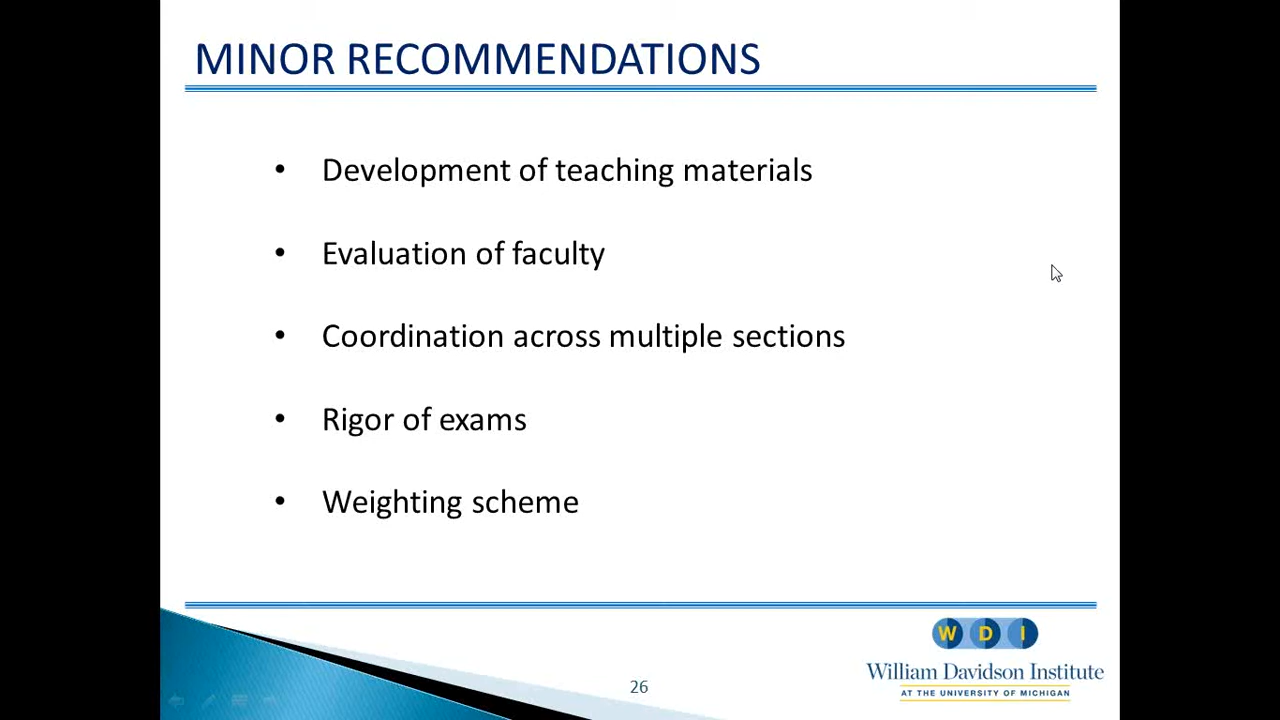 MINOR RECOMMENDATIONS
• Development of teaching materials
• Evaluation of faculty
• Coordination across multiple sections
• Rigor of exams
• Weighting scheme
W D I
William Davidson Institute
AT THE UNIVERSITY OF MICHIGAN
26